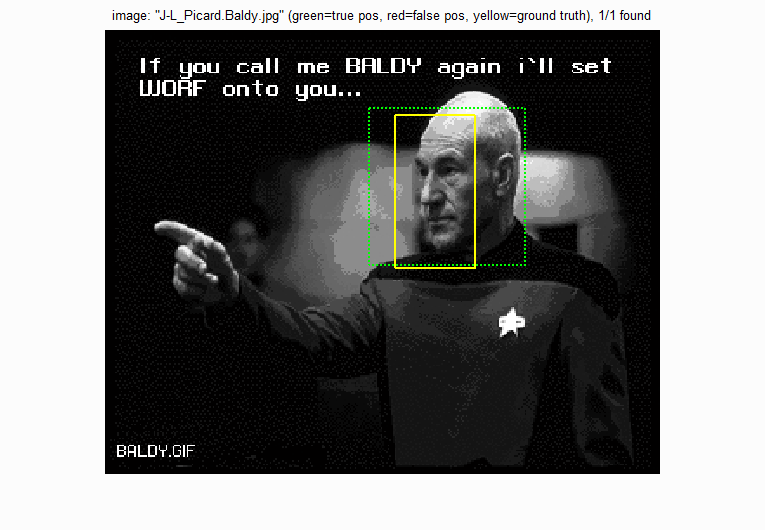 image: "J-L_Picard.Baldy.jpg" (green=true pos, red=false pos, yellow=ground truth), 1/1 found
If you call me BALDY again i`ll set
WORF onto you...
BALDY.GIF